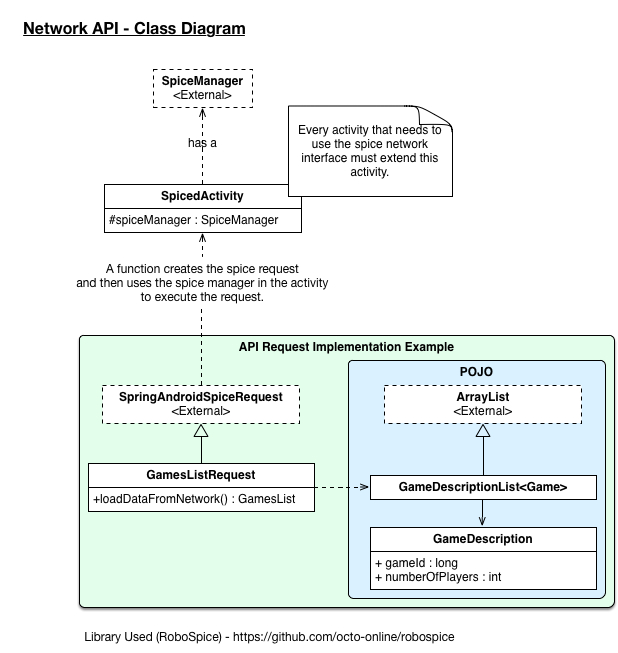 Network API - Class Diagram
SpiceManager
<External>
has a
Every activity that needs to
use the spice network
interface must extend this
activity.
SpicedActivity
#spiceManager : SpiceManager
A function creates the spice request
and then uses the spice manager in the activity
to execute the request.
API Request Implementation Example
POJO
SpringAndroidSpiceRequest
<External>
ArrayList
<External>
GamesListRequest
+loadDataFromNetwork() : GamesList
GameDescriptionList<Game>
GameDescription
+ gameId : long
+ numberOfPlayers : int
Library Used (RoboSpice) - https://github.com/octo-online/robospice